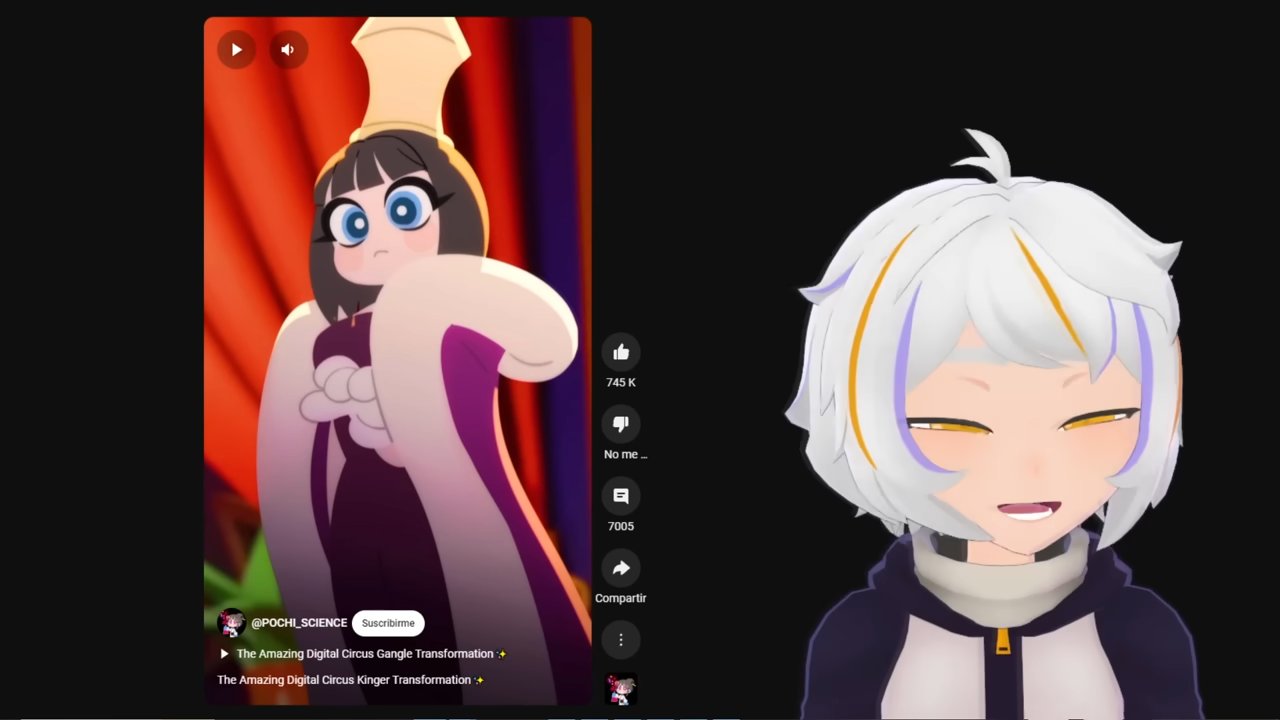 745 K
No me ...
7005
Compartir
@POCHI_SCIENCE Suscribirme
The Amazing Digital Circus Gangle Transformation ✨
The Amazing Digital Circus Kinger Transformation ✨